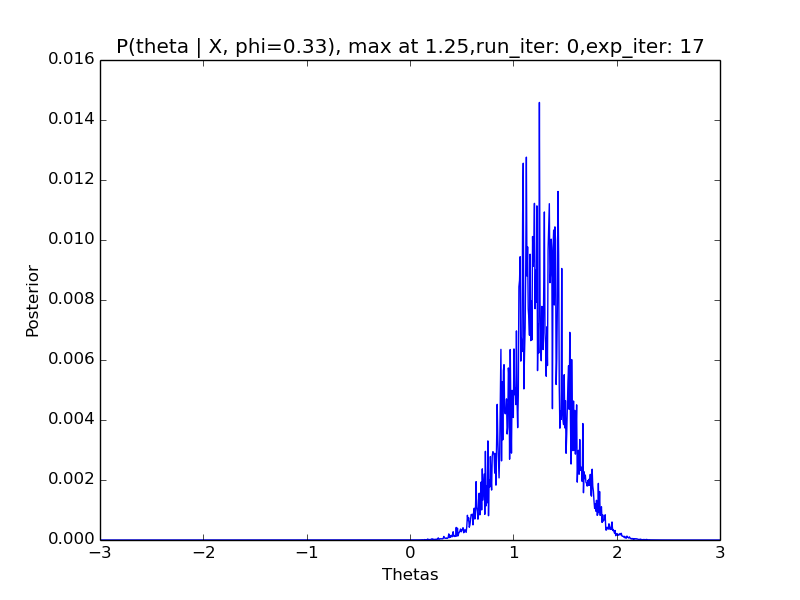 P(theta | X, phi=0.33), max at 1.25,run_iter: 0,exp_iter: 17
0.016
0.014
0.012
0.010
0.008
0.006
0.004
0.002
0.000
Posterior
−3 −2 −1 0 1 2 3
Thetas